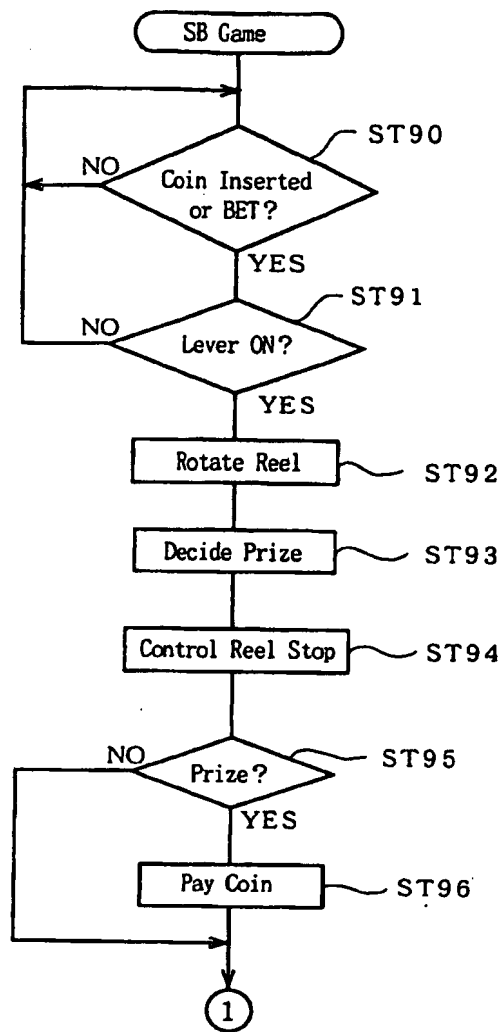 SB Game
ST90
NO
Coin Inserted
or BET?
YES
ST91
NO
Lever ON?
YES
Rotate Reel
ST92
Decide Prize
ST93
Control Reel Stop
ST94
NO
ST95
Prize?
YES
Pay Coin
ST96
1